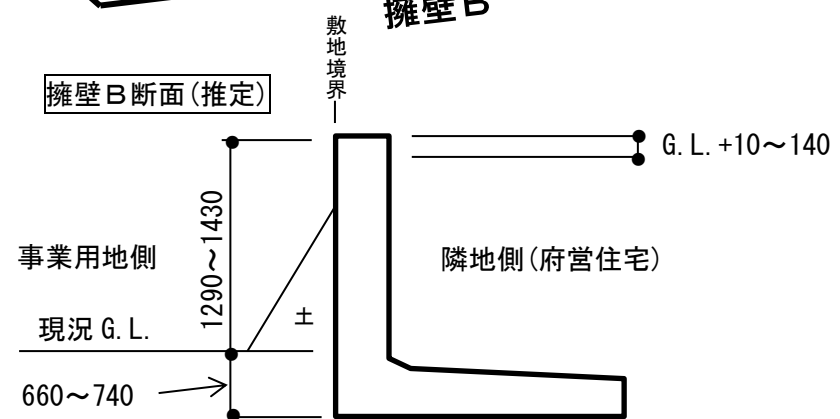 擁壁Ｂ
敷地境界
擁壁Ｂ断面(推定)
G.L.+10～140
1290～1430
事業用地側
隣地側(府営住宅)
土
現況 G.L.
660～740